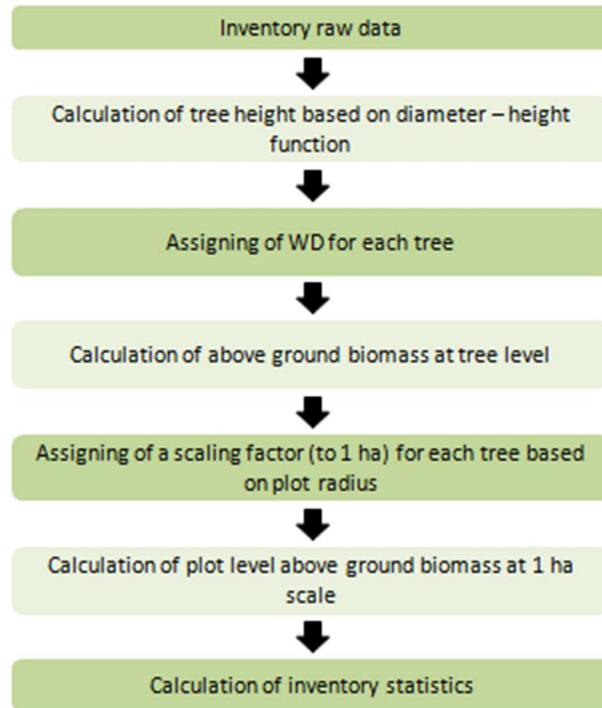 Inventory raw data
Calculation of tree height based on diameter – height
function
Assigning of WD for each tree
Calculation of above ground biomass at tree level
Assigning of a scaling factor (to 1 ha) for each tree based
on plot radius
Calculation of plot level above ground biomass at 1 ha
scale
Calculation of inventory statistics